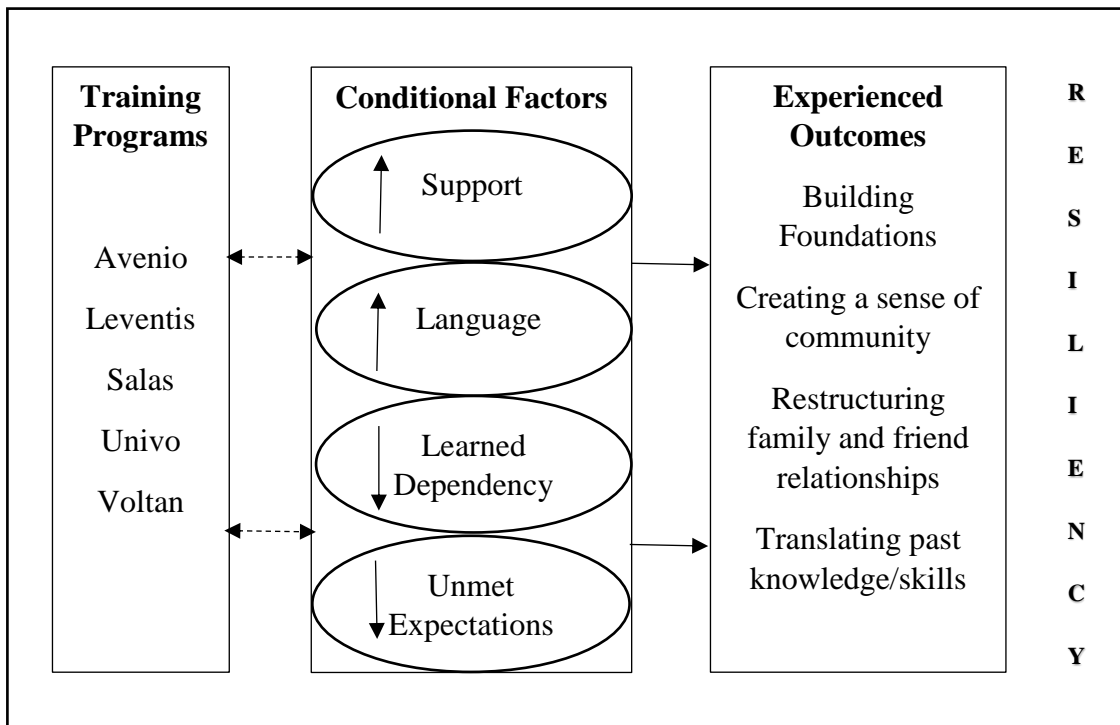 Training
Programs
Avenio
Leventis
Salas
Univo
Voltan
Conditional Factors
Support
Language
Learned
Dependency
Unmet
Expectations
Experienced
Outcomes
Building
Foundations
Creating a sense of
community
Restructuring
family and friend
relationships
Translating past
knowledge/skills
R
E
S
I
L
I
E
N
C
Y